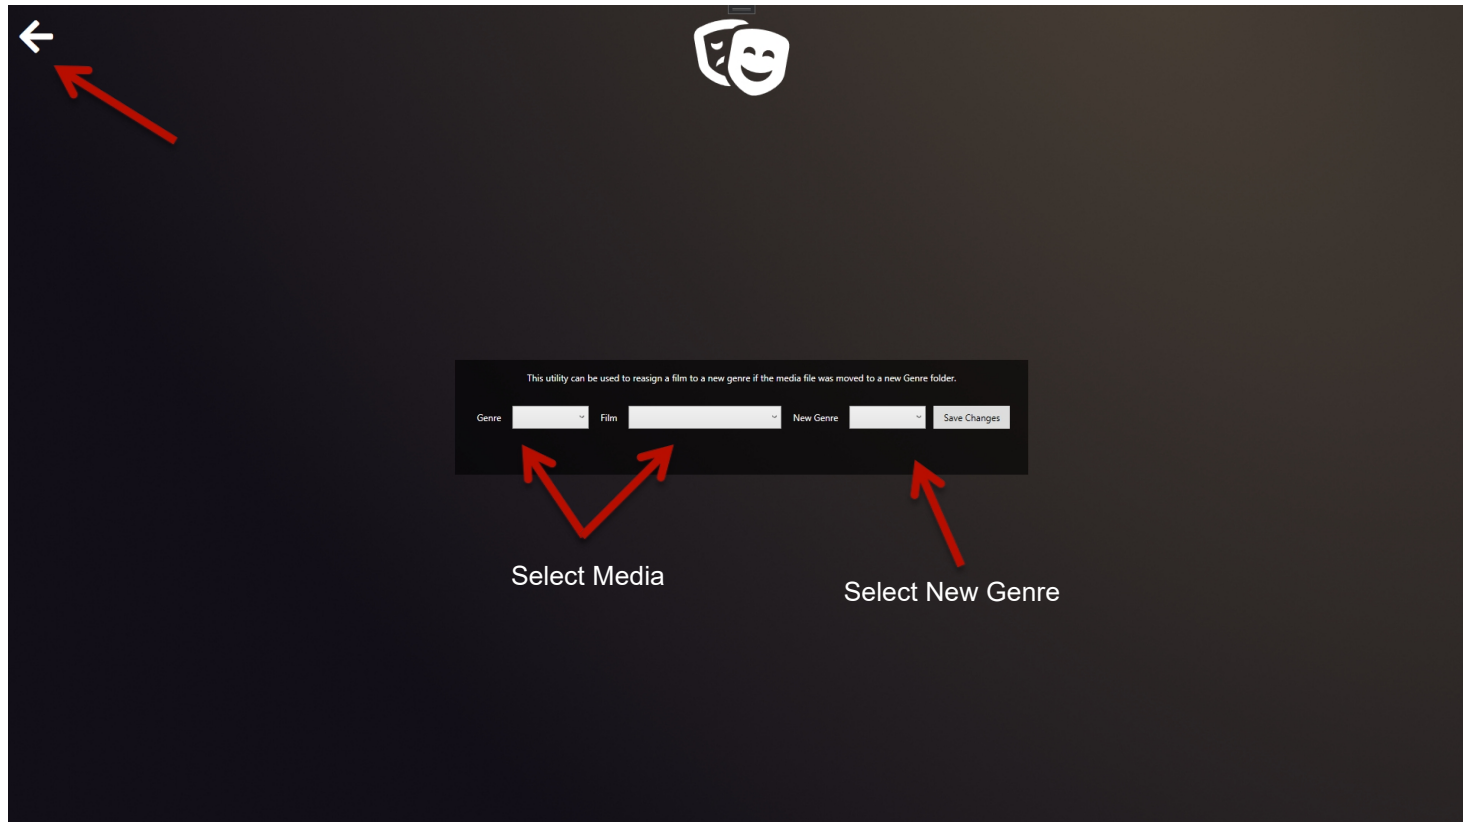 This utility can be used to reasign a film to a new genre if the media file was moved to a new Genre folder.
Genre Film New Genre Save Changes
Select Media
Select New Genre